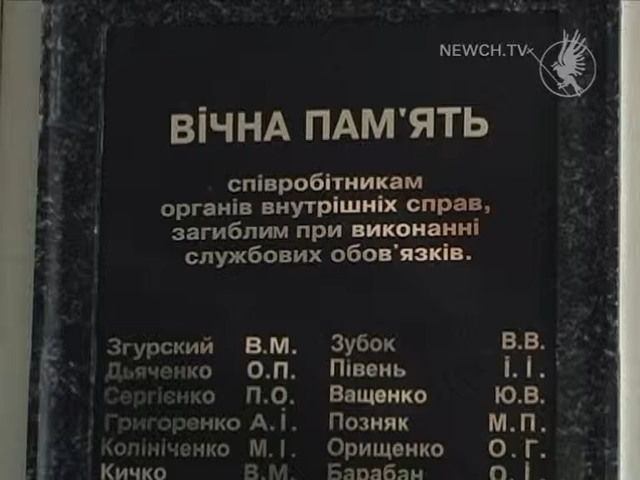 NEWCH.TV
ВІЧНА ПАМ'ЯТЬ
співробітникам
органів внутрішніх справ,
загиблим при виконанні
службових обов'язків.
Згурский В.М. Зубок В.В.
Дьяченко О.П. Півень І.І.
Сергієнко П.О. Ващенко Ю.В.
Григоренко А.І. Позняк М.П.
Колініченко М.І. Орищенко О.Г.
Кичко В.М. Барабан О.І.